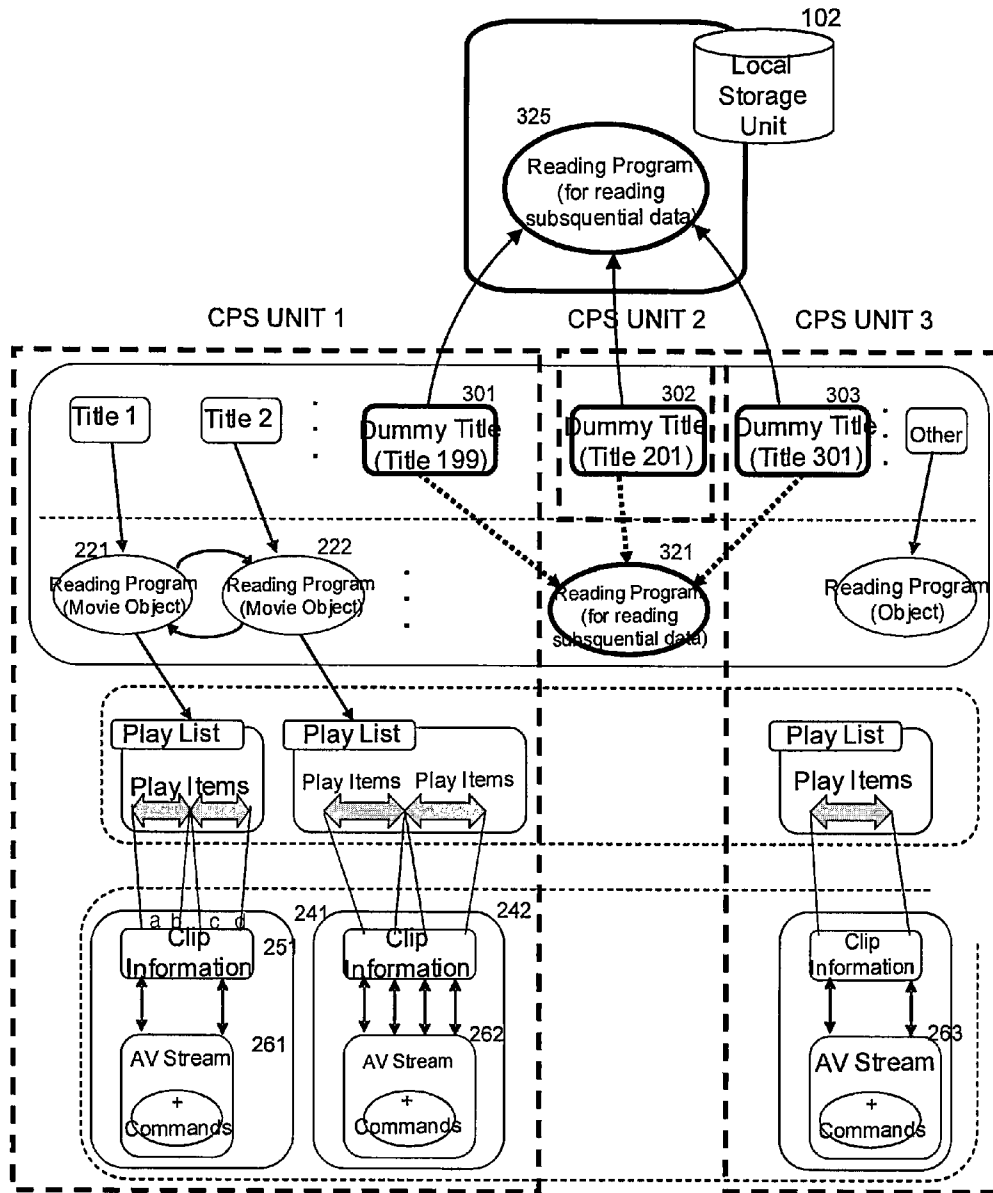 102
Local
Storage
Unit
325
Reading Program
(for reading
subsquential data)
CPS UNIT 1
CPS UNIT 2
CPS UNIT 3
301
302
303
Title 1
Title 2
Dummy Title
(Title 199)
Dummy Title
(Title 201)
Dummy Title
(Title 301)
Other
221
222
321
Reading Program
(Movie Object)
Reading Program
(Movie Object)
Reading Program
(for reading
subsquential data)
Reading Program
(Object)
Play List
Play List
Play List
Play Items
Play Items
Play Items
Play Items
a b c d
241
242
Clip
Information
251
Clip
Information
Clip
Information
261
262
263
AV Stream
+
Commands
AV Stream
+
Commands
AV Stream
+
Commands